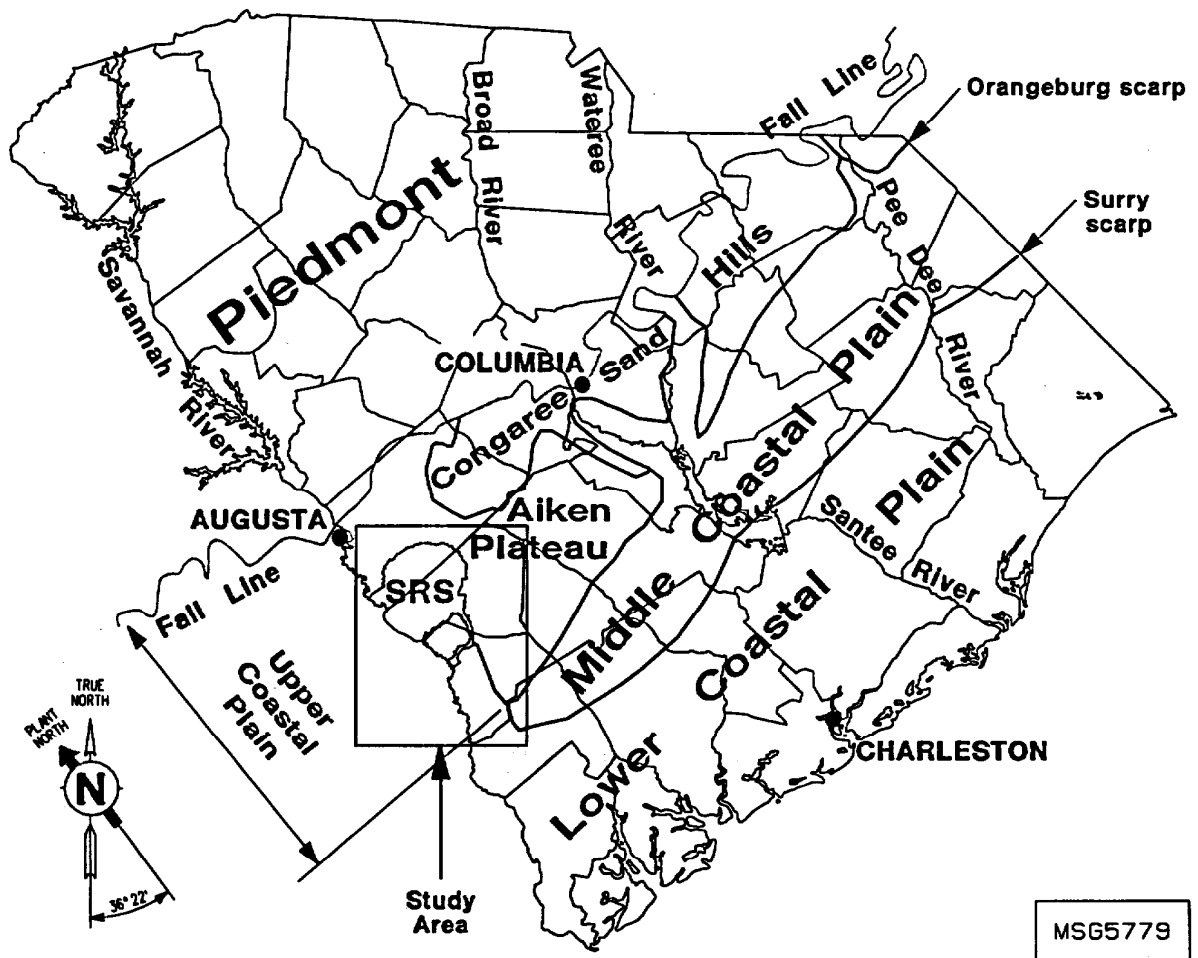 Fall Line
Orangeburg scarp
Broad River
Wateree River
Pee Dee River
Surry
scarp
Piedmont
Savannah River
Congaree Sand Hills
COLUMBIA
Middle Coastal Plain
Lower Coastal Plain
Aiken
Plateau
AUGUSTA
Santee River
SRS
Fall Line
Upper
Coastal
Plain
TRUE
NORTH
PLANT
NORTH
N
36° 22'
CHARLESTON
Study
Area
MSG5779